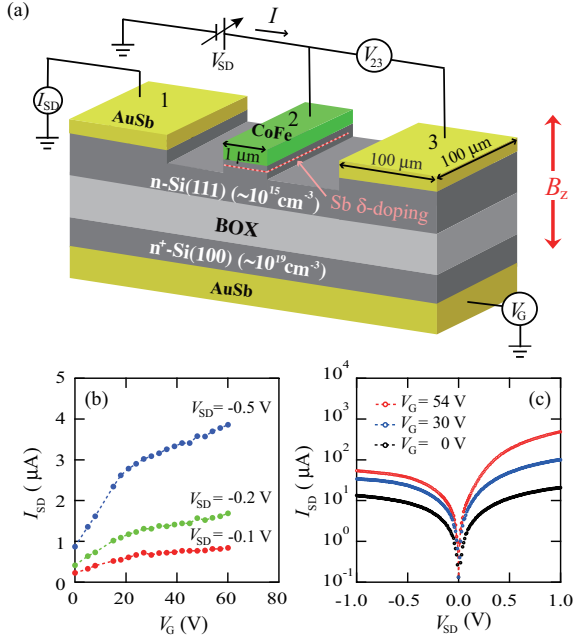 (a)
I
V_SD
V_23
I_SD
1
AuSb
2
CoFe
3
1 μm
100 μm
100 μm
B_Z
n-Si(111) (~10^15cm^-3)
Sb δ-doping
BOX
n^+-Si(100) (~10^19cm^-3)
AuSb
V_G
(b)
V_SD = -0.5 V
V_SD = -0.2 V
V_SD = -0.1 V
5
4
3
2
1
0
0
20
40
60
80
I_SD ( μA)
V_G (V)
(c)
V_G = 54 V
V_G = 30 V
V_G = 0 V
10^4
10^3
10^2
10^1
10^0
10^-1
-1.0
-0.5
0.0
0.5
1.0
I_SD ( μA)
V_SD (V)